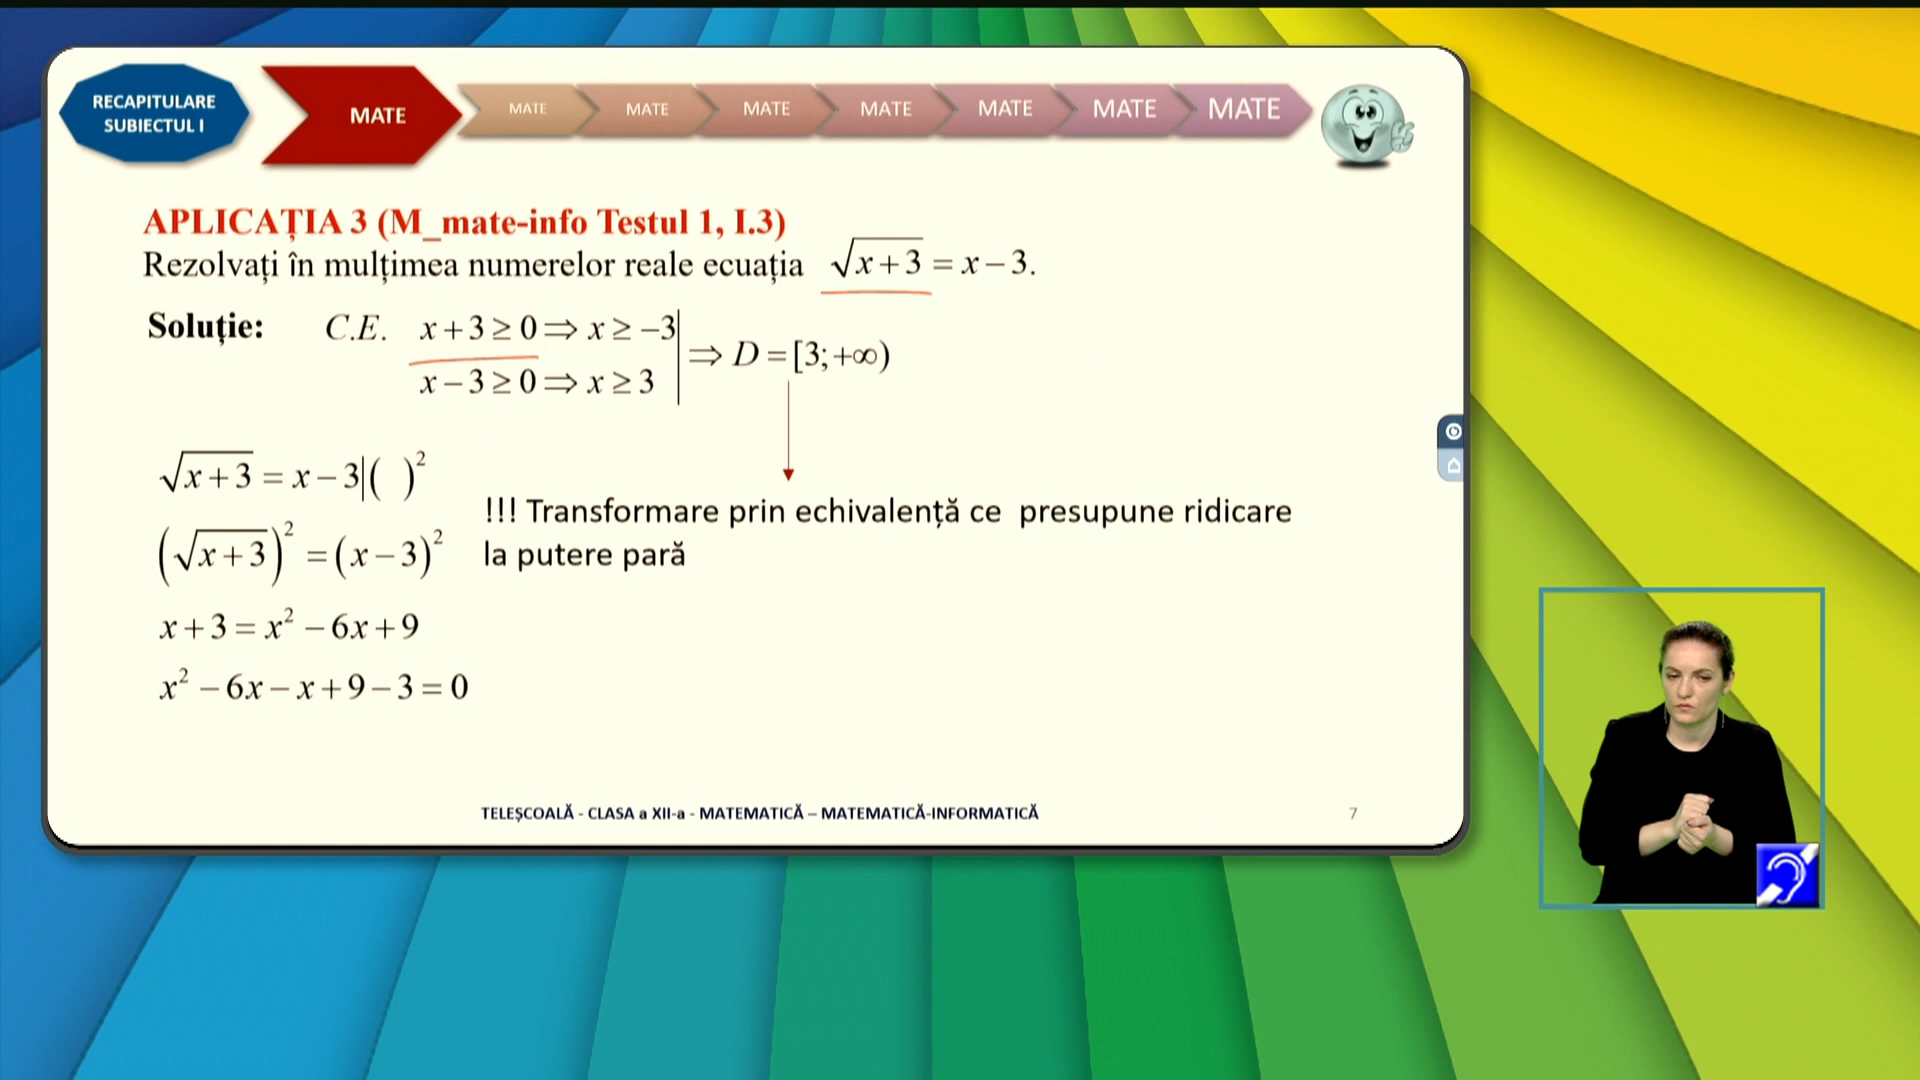 RECAPITULARE
SUBIECTUL I
MATE
MATE
MATE
MATE
MATE
MATE
MATE
MATE
APLICAȚIA 3 (M_mate-info Testul 1, I.3)
Rezolvați în mulțimea numerelor reale ecuația √(x+3) = x−3.
Soluție: C.E. x+3≥0⇒x≥−3|
⇒D=[3;+∞)
x−3≥0⇒x≥3
√(x+3) = x−3|( )²
(√(x+3))² = (x−3)²
!!! Transformare prin echivalență ce presupune ridicare
la putere pară
x+3=x²−6x+9
x²−6x−x+9−3=0
TELEȘCOALĂ - CLASA a XII-a - MATEMATICĂ – MATEMATICĂ-INFORMATICĂ
7